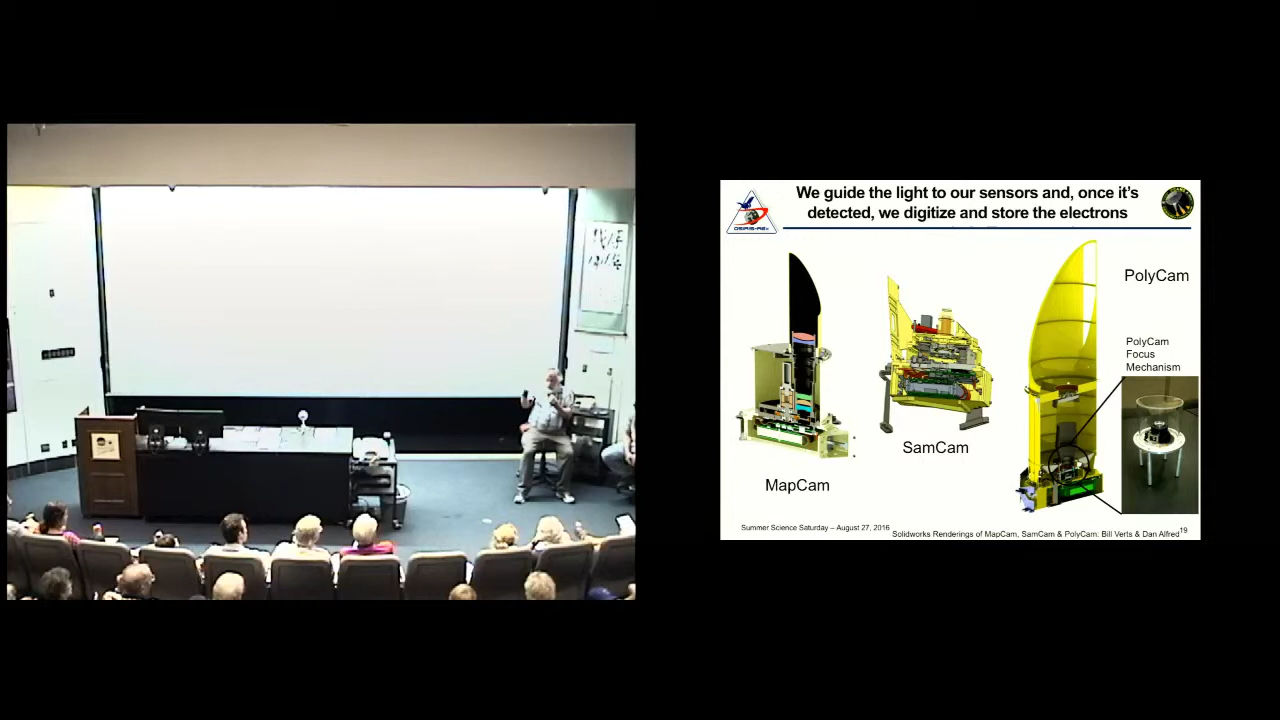 We guide the light to our sensors and, once it's
detected, we digitize and store the electrons
OSIRIS-REx
PolyCam
PolyCam
Focus
Mechanism
SamCam
MapCam
Summer Science Saturday – August 27, 2016
Solidworks Renderings of MapCam, SamCam & PolyCam: Bill Verts & Dan Alfred
19